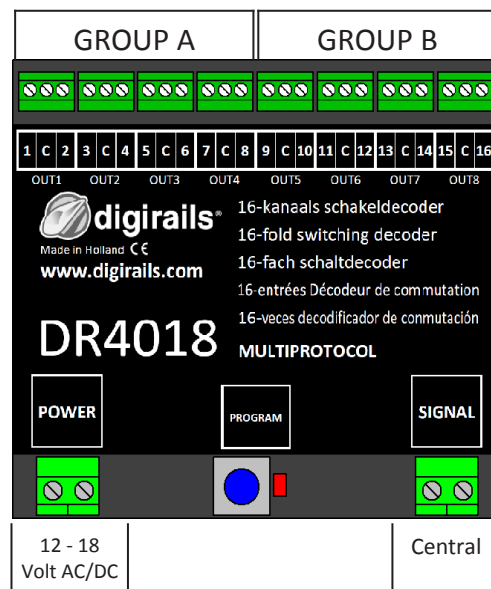 GROUP A GROUP B
1 C 2 3 C 4 5 C 6 7 C 8 9 C 10 11 C 12 13 C 14 15 C 16
OUT1 OUT2 OUT3 OUT4 OUT5 OUT6 OUT7 OUT8
digirails®
Made in Holland CE
www.digirails.com
16-kanaals schakeldecoder
16-fold switching decoder
16-fach schaltdecoder
16-entrées Décodeur de commutation
16-veces decodificador de conmutación
DR4018 MULTIPROTOCOL
POWER PROGRAM SIGNAL
12 - 18
Volt AC/DC
Central